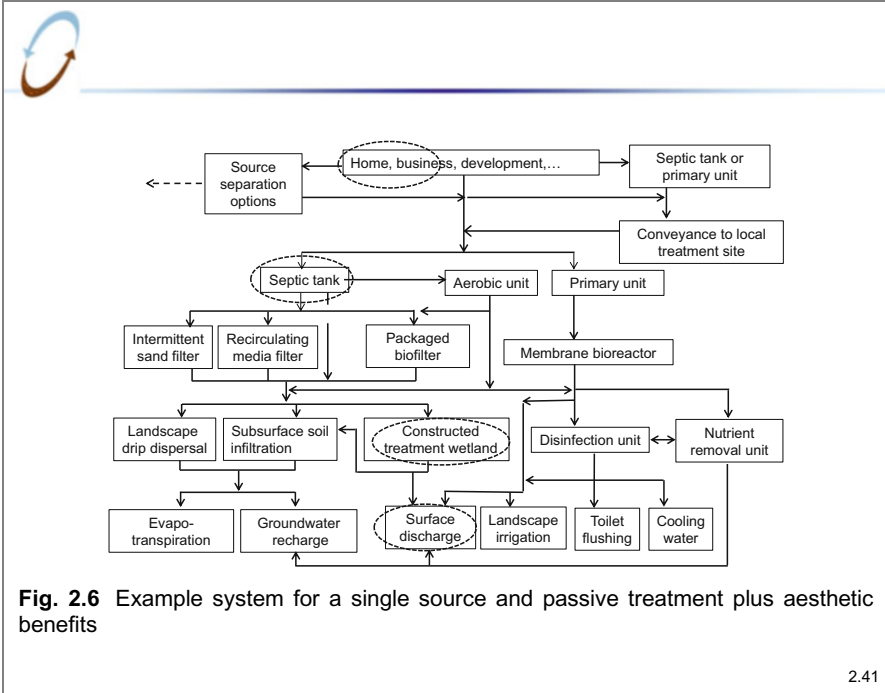 Source
separation
options
Home, business, development,…
Septic tank or
primary unit
Conveyance to local
treatment site
Septic tank
Aerobic unit
Primary unit
Intermittent
sand filter
Recirculating
media filter
Packaged
biofilter
Membrane bioreactor
Landscape
drip dispersal
Subsurface soil
infiltration
Constructed
treatment wetland
Disinfection unit
Nutrient
removal unit
Evapo-
transpiration
Groundwater
recharge
Surface
discharge
Landscape
irrigation
Toilet
flushing
Cooling
water
Fig. 2.6 Example system for a single source and passive treatment plus aesthetic
benefits
2.41